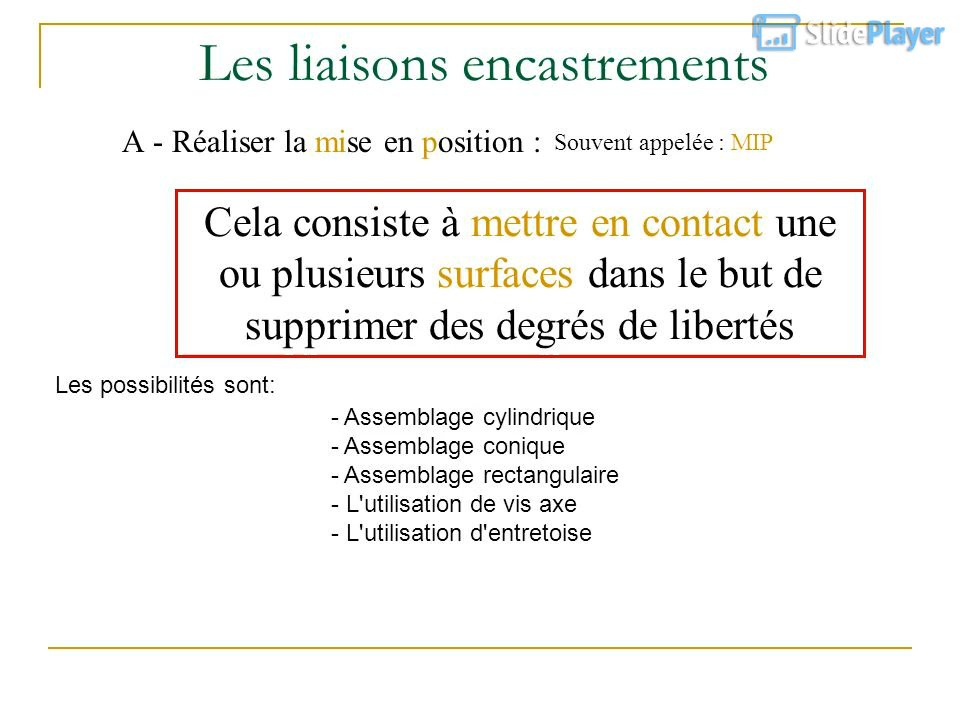 SlidePlayer
Les liaisons encastrements
A - Réaliser la mise en position : Souvent appelée : MIP
Cela consiste à mettre en contact une
ou plusieurs surfaces dans le but de
supprimer des degrés de libertés
Les possibilités sont:
- Assemblage cylindrique
- Assemblage conique
- Assemblage rectangulaire
- L'utilisation de vis axe
- L'utilisation d'entretoise